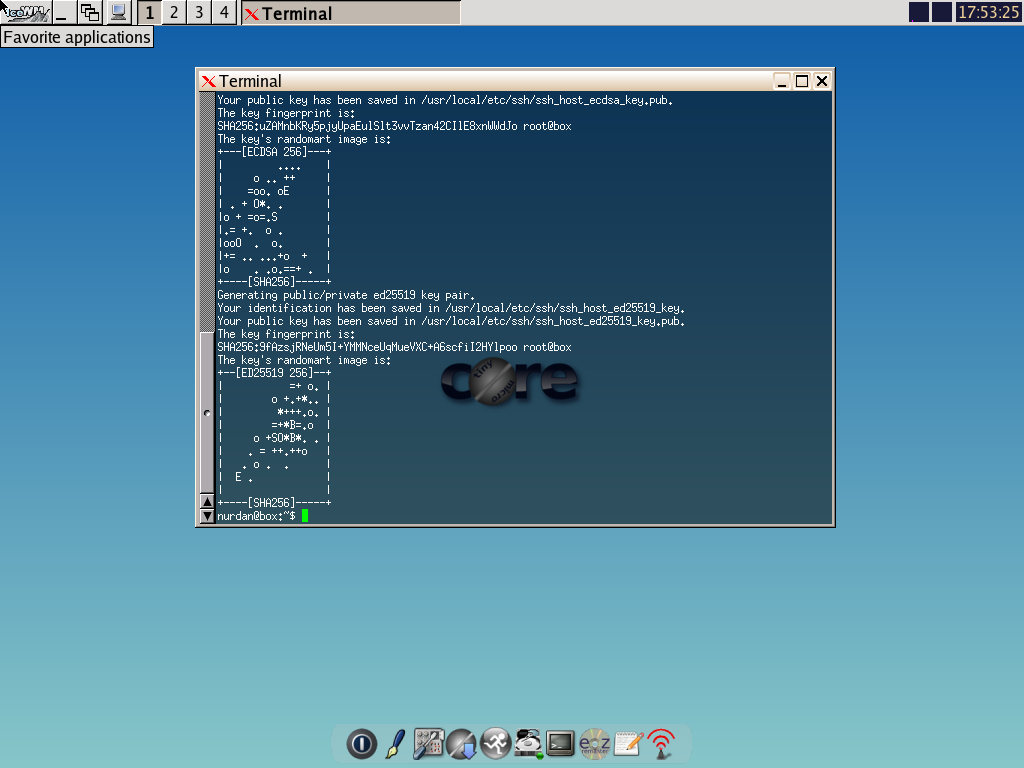 IceWM
1 2 3 4
Terminal
17:53:25
Favorite applications
Terminal
Your public key has been saved in /usr/local/etc/ssh/ssh_host_ecdsa_key.pub.
The key fingerprint is:
SHA256:uZAMnbKRy5pjyUpaEulSlt3vvTzan42CIlE8xnWWdJo root@box
The key's randomart image is:
+---[ECDSA 256]---+
|         ....    |
|     o .. ++     |
|    =oo. oE      |
| . + O*. .       |
|o + =o=.S        |
|.= +.  o .       |
|ooO  .  o.       |
|+= .. ...+o  +   |
|o    . .o.==+ .  |
+----[SHA256]-----+
Generating public/private ed25519 key pair.
Your identification has been saved in /usr/local/etc/ssh/ssh_host_ed25519_key.
Your public key has been saved in /usr/local/etc/ssh/ssh_host_ed25519_key.pub.
The key fingerprint is:
SHA256:9fAzsjRNeUm5I+YMMNceUqMueVXC+A6scfiI2HYlpoo root@box
The key's randomart image is:
+--[ED25519 256]--+
|           =+ o. |
|        o +.+*.. |
|         *+++.o. |
|        =+*B=.o  |
|     o +SO*B*. . |
|    . = ++.++o   |
|   . o .  .      |
|  E .            |
|                 |
+----[SHA256]-----+
nurdan@box:~$
core
tiny
micro
ezremaster